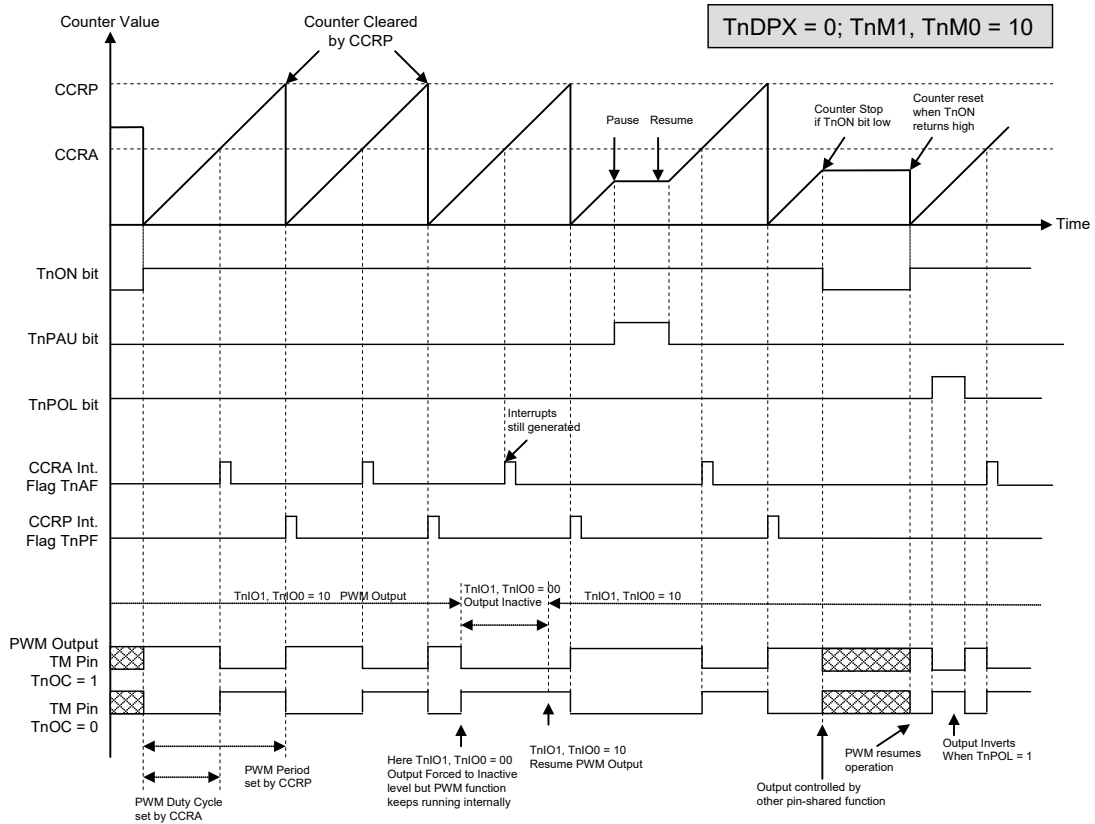 TnDPX = 0; TnM1, TnM0 = 10
Counter Value
Counter Cleared
by CCRP
CCRP
CCRA
Pause
Resume
Counter Stop
if TnON bit low
Counter reset
when TnON
returns high
Time
TnON bit
TnPAU bit
TnPOL bit
Interrupts
still generated
CCRA Int.
Flag TnAF
CCRP Int.
Flag TnPF
TnIO1, TnIO0 = 10 PWM Output
TnIO1, TnIO0 = 00
Output Inactive
TnIO1, TnIO0 = 10
PWM Output
TM Pin
TnOC = 1
TM Pin
TnOC = 0
PWM Duty Cycle
set by CCRA
PWM Period
set by CCRP
Here TnIO1, TnIO0 = 00
Output Forced to Inactive
level but PWM function
keeps running internally
TnIO1, TnIO0 = 10
Resume PWM Output
Output controlled by
other pin-shared function
PWM resumes
operation
Output Inverts
When TnPOL = 1